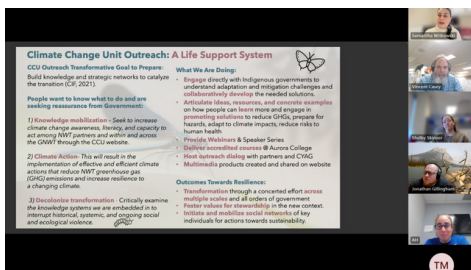 Climate Change Unit Outreach: A Life Support System
CCU Outreach Transformative Goal to Prepare:
Build knowledge and strategic networks to catalyze
the transition (CIF, 2021).
People want to know what to do and are
seeking reassurance from Government:
1) Knowledge mobilization - Seek to increase
climate change awareness, literacy, and capacity to
act among NWT partners and within and across
the GNWT through the CCU website.
2) Climate Action- This will result in the
implementation of effective and efficient climate
actions that reduce NWT greenhouse gas
(GHG) emissions and increase resilience to
a changing climate.
3) Decolonize transformation - Critically examine
the knowledge systems we are embedded in to
interrupt historical, systemic, and ongoing social
and ecological violence.
What We Are Doing:
• Engage directly with Indigenous governments to
understand adaptation and mitigation challenges and
collaboratively develop the needed solutions.
• Articulate ideas, resources, and concrete examples
on how people can learn more and engage in
promoting solutions to reduce GHGs, prepare for
hazards, adapt to climate impacts, reduce risks to
human health
• Provide Webinars & Speaker Series
• Deliver accredited courses @ Aurora College
• Host outreach dialog with partners and CYAG
• Multimedia products created and shared on website
Outcomes Towards Resilience:
• Transformation through a concerted effort across
multiple scales and all orders of government
• Foster values for stewardship in the new context.
• Initiate and mobilize social networks of key
individuals for actions towards sustainability.
Vincent Casey
Shelby Skinner
Jonathan Gillingham
TM